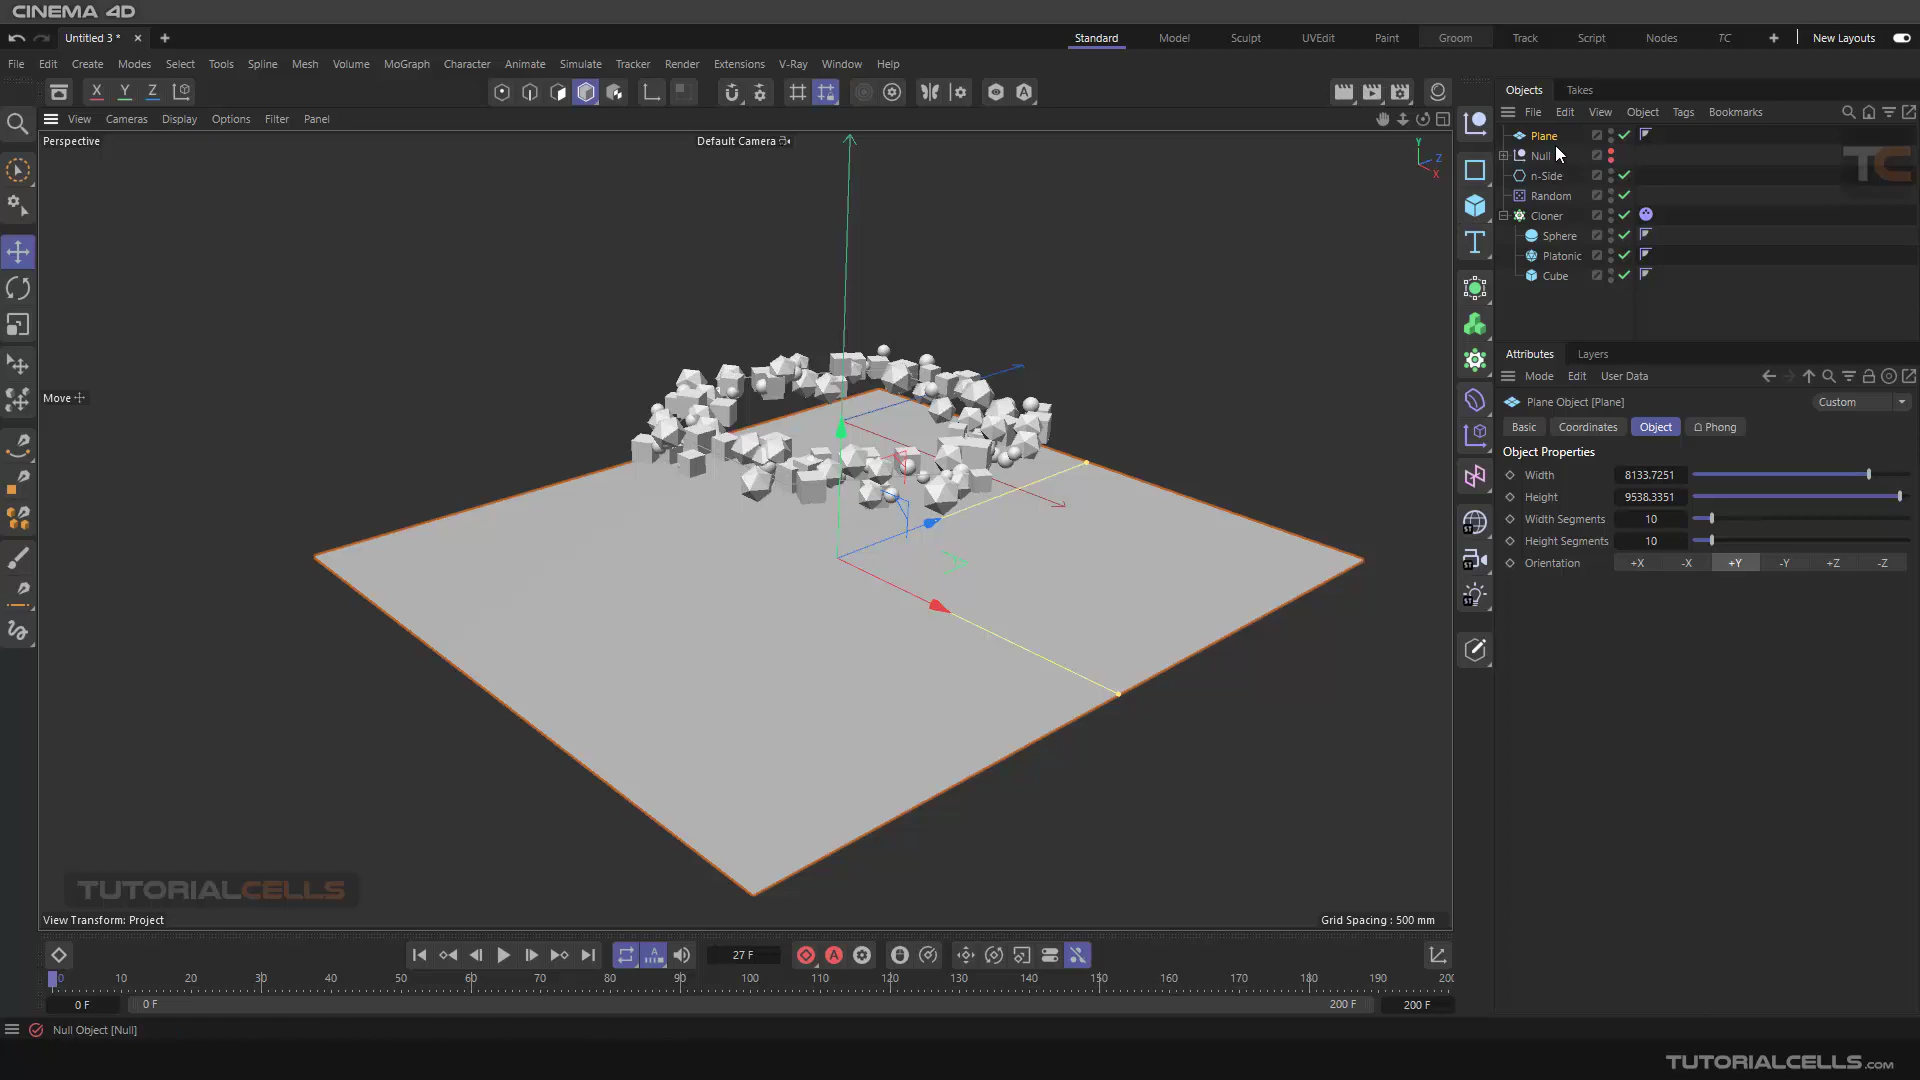 CINEMA 4D
Untitled 3 *
Standard Model Sculpt UVEdit Paint Groom Track Script Nodes TC New Layouts
File Edit Create Modes Select Tools Spline Mesh Volume MoGraph Character Animate Simulate Tracker Render Extensions V-Ray Window Help
X Y Z
View Cameras Display Options Filter Panel
Perspective
Default Camera
Y
Z
X
Move
Objects Takes
File Edit View Object Tags Bookmarks
Plane
Null
n-Side
Random
Cloner
Sphere
Platonic
Cube
TC
Attributes Layers
Mode Edit User Data
Plane Object [Plane] Custom
Basic Coordinates Object Phong
Object Properties
Width 8133.7251
Height 9538.3351
Width Segments 10
Height Segments 10
Orientation +X -X +Y -Y +Z -Z
ST
ST
ST
TUTORIALCELLS
View Transform: Project
Grid Spacing : 500 mm
27 F
0 10 20 30 40 50 60 70 80 90 100 110 120 130 140 150 160 170 180 190 200
0 F 0 F 200 F 200 F
Null Object [Null]
TUTORIALCELLS.com